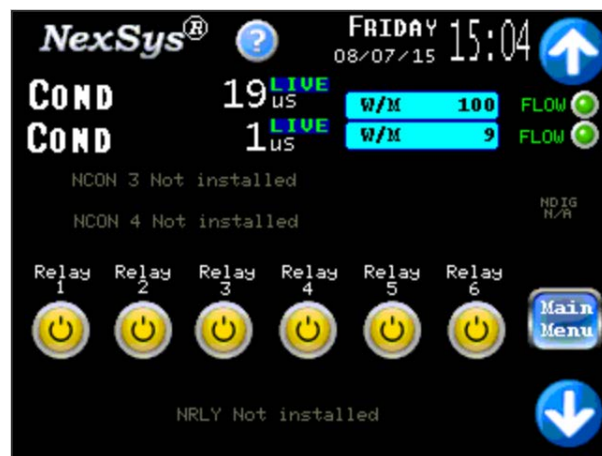 NexSys® ? FRIDAY 15:04
08/07/15
COND 19 LIVE uS W/M 100 FLOW
COND 1 LIVE uS W/M 9 FLOW
NCON 3 Not installed
NCON 4 Not installed
NDIG
N/A
Relay Relay Relay Relay Relay Relay
1 2 3 4 5 6
Main
Menu
NRLY Not installed